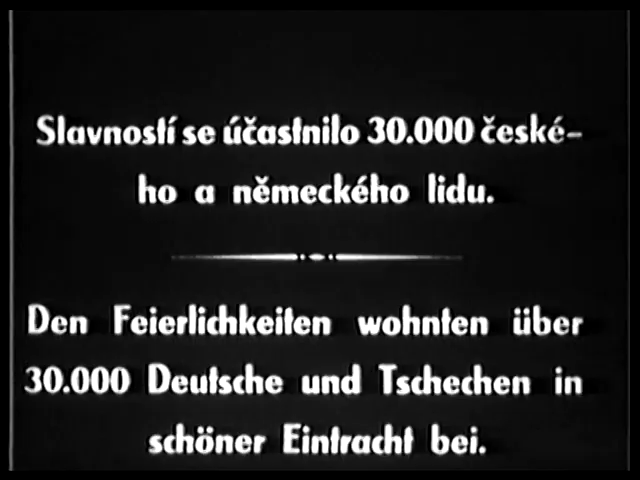 Slavností se účastnilo 30.000 české-
ho a německého lidu.
Den Feierlichkeiten wohnten über
30.000 Deutsche und Tschechen in
schöner Eintracht bei.